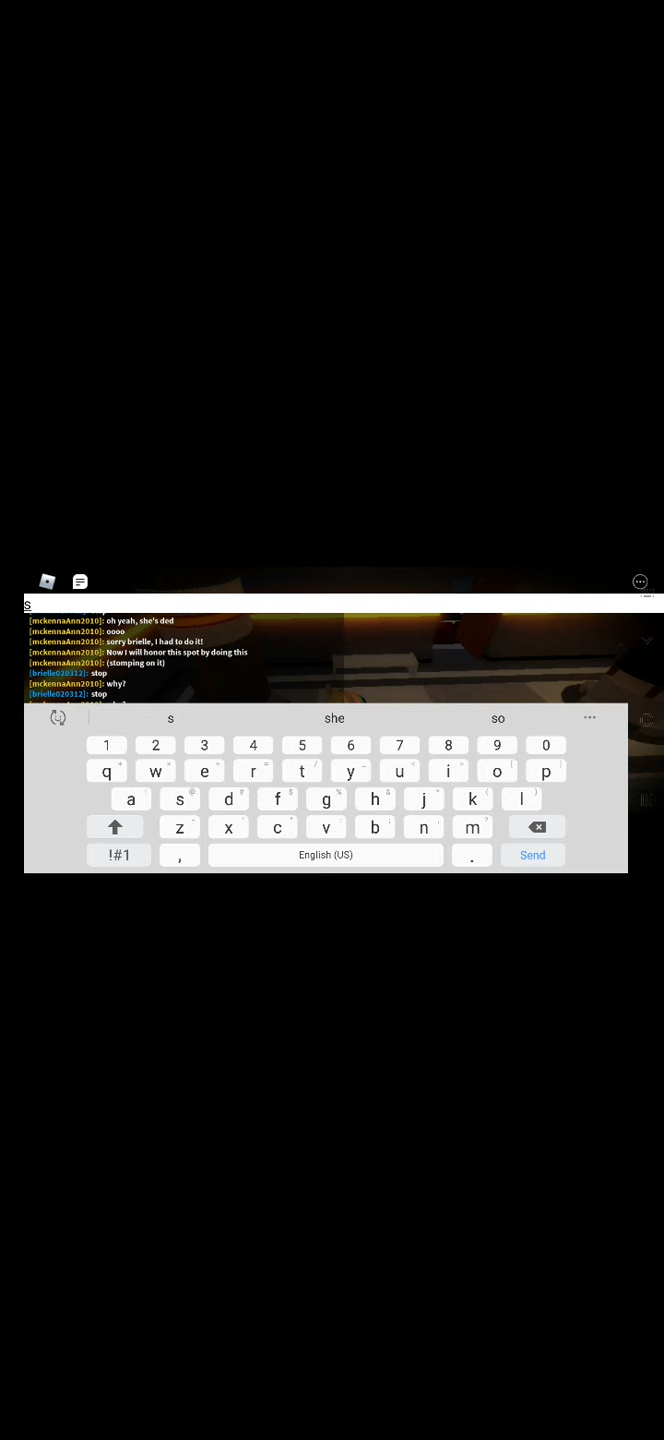 s
[mckennaAnn2010]: oh yeah, she's ded
[mckennaAnn2010]: oooo
[mckennaAnn2010]: sorry brielle, I had to do it!
[mckennaAnn2010]: Now I will honor this spot by doing this
[mckennaAnn2010]: (stomping on it)
[brielle020312]: stop
[mckennaAnn2010]: why?
[brielle020312]: stop
s she so
1 2 3 4 5 6 7 8 9 0
q w e r t y u i o p
a s d f g h j k l
z x c v b n m
!#1 , English (US) . Send